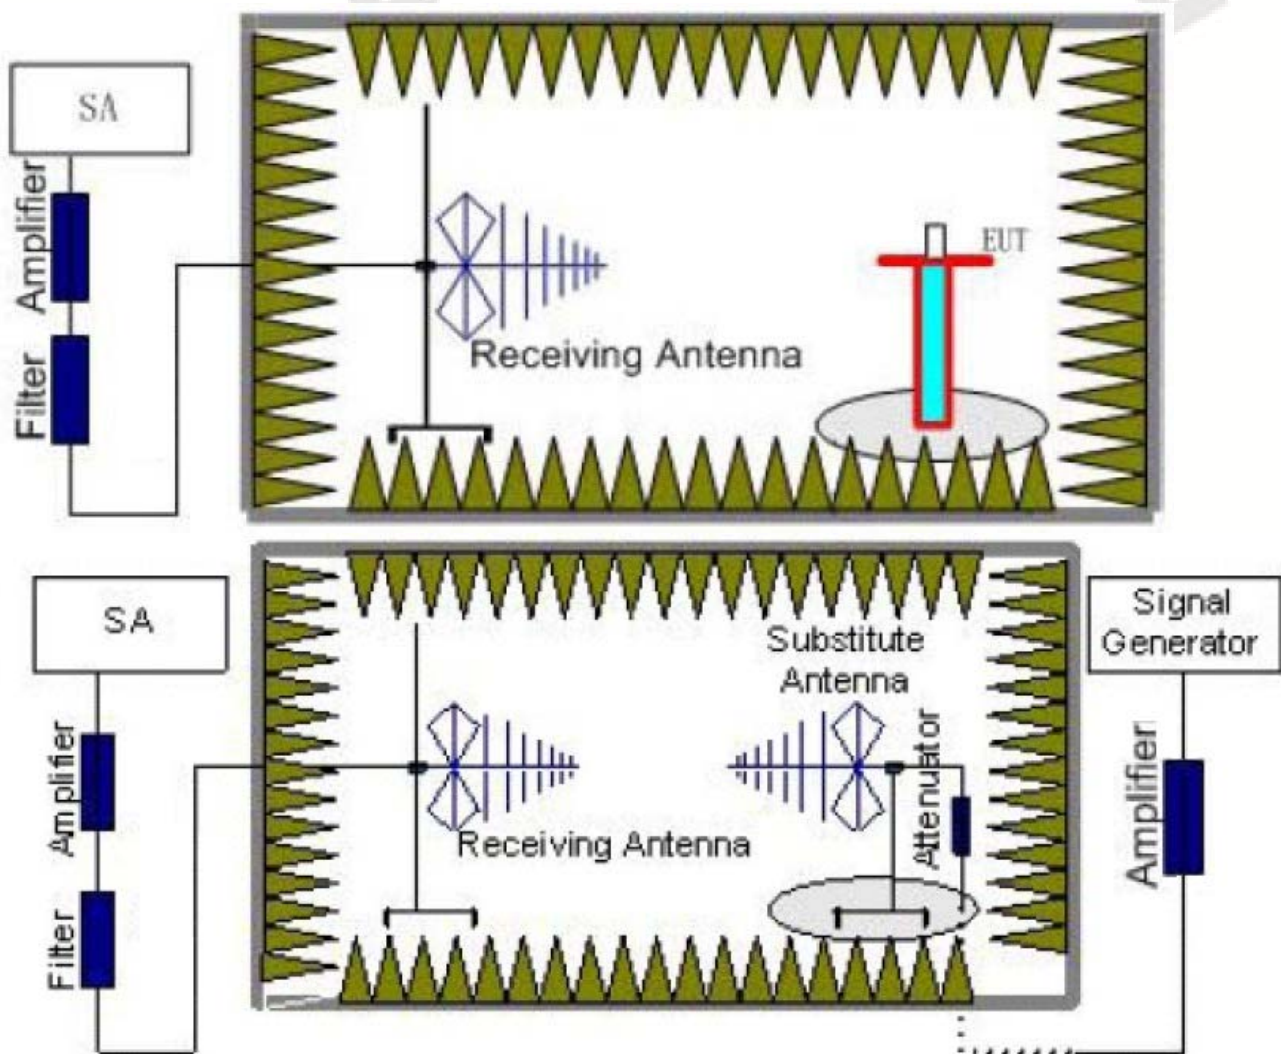 SA
Amplifier
Filter
EUT
Receiving Antenna
SA
Amplifier
Filter
Substitute
Antenna
Attenuator
Receiving Antenna
Signal
Generator
Amplifier